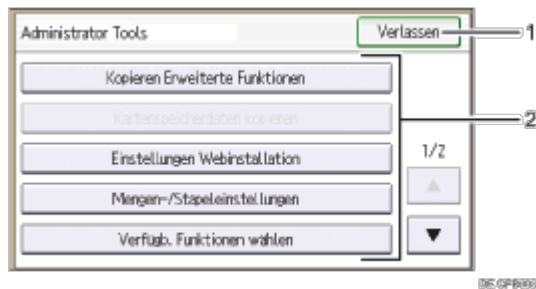 Administrator Tools
Verlassen
1
Kopieren Erweiterte Funktionen
Kartenspeicherdaten kopieren
2
Einstellungen Webinstallation
1/2
Mengen-/Stapeleinstellungen
Verfügb. Funktionen wählen